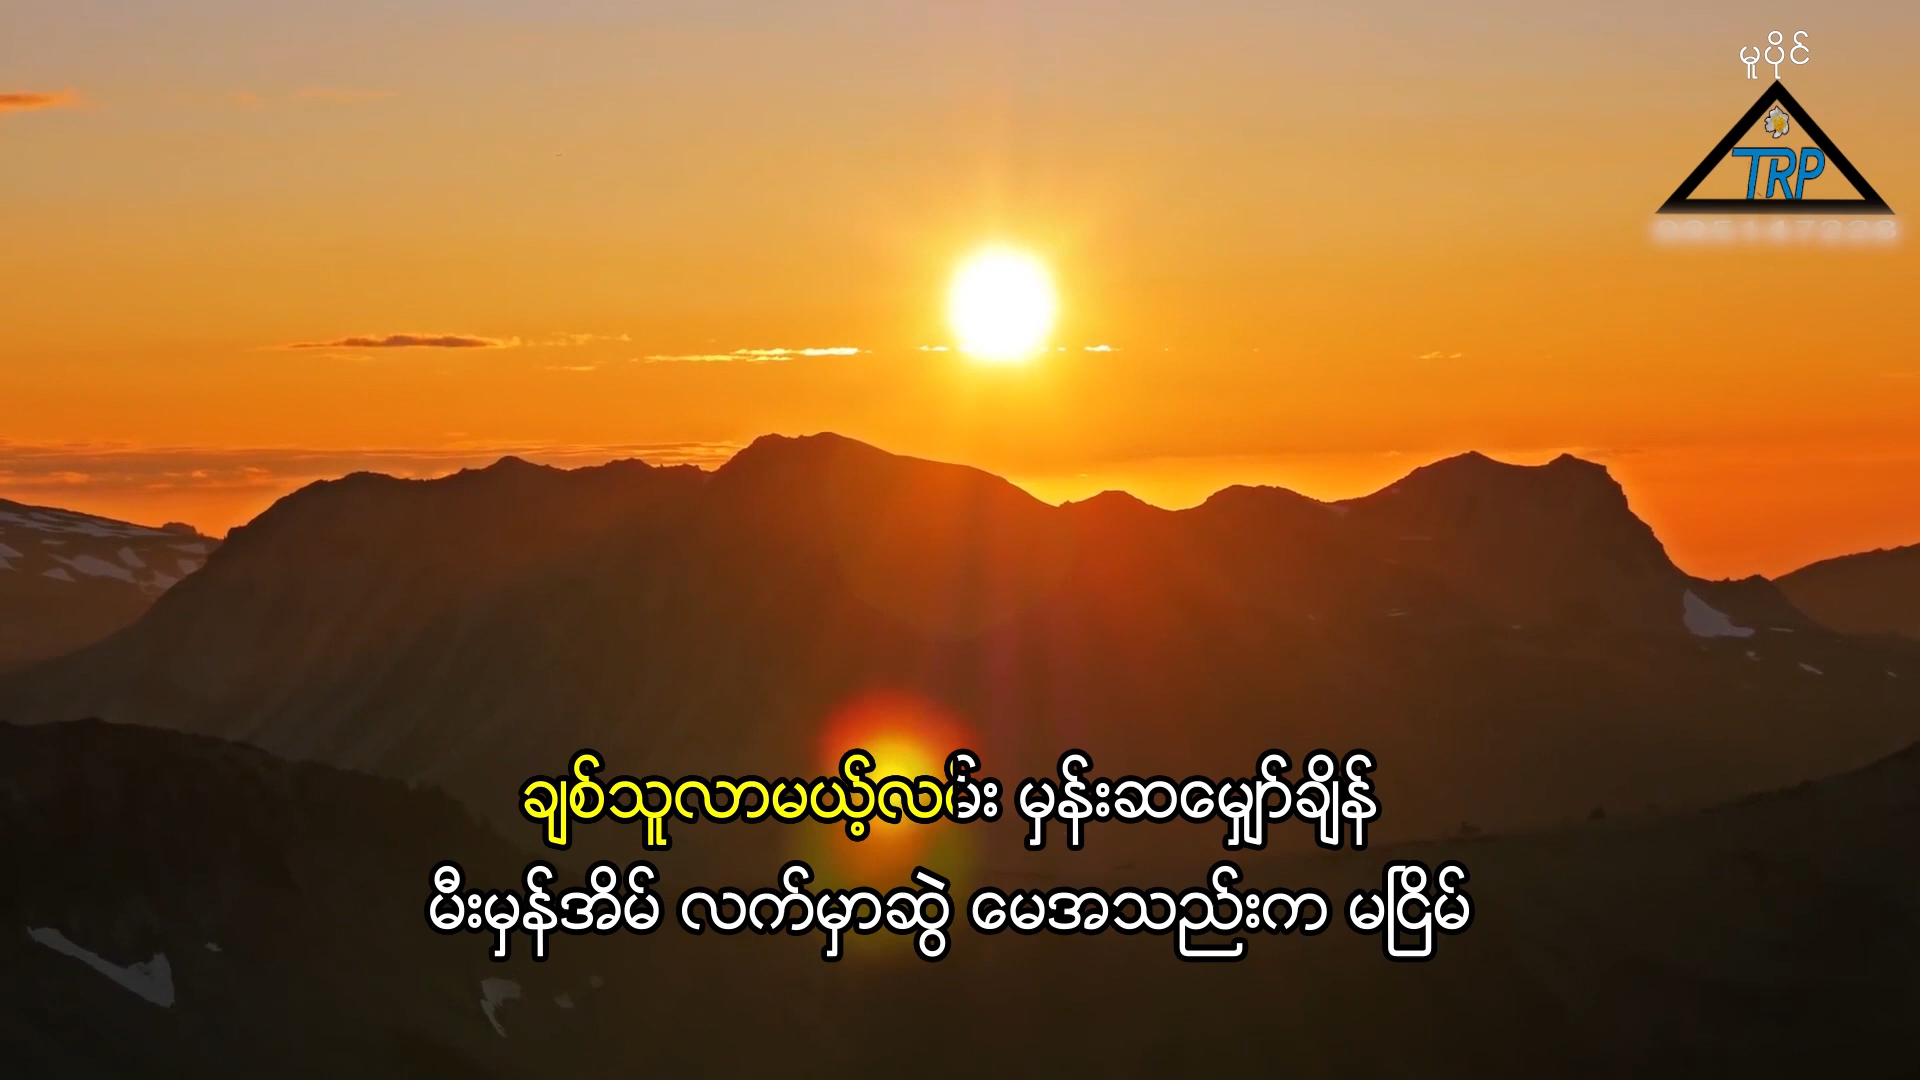 မူပိုင်
TRP
ချစ်သူလာမယ့်လမ်း မှန်းဆမျှော်ချိန်
မီးမှန်အိမ် လက်မှာဆွဲ မေအသည်းက မငြိမ်